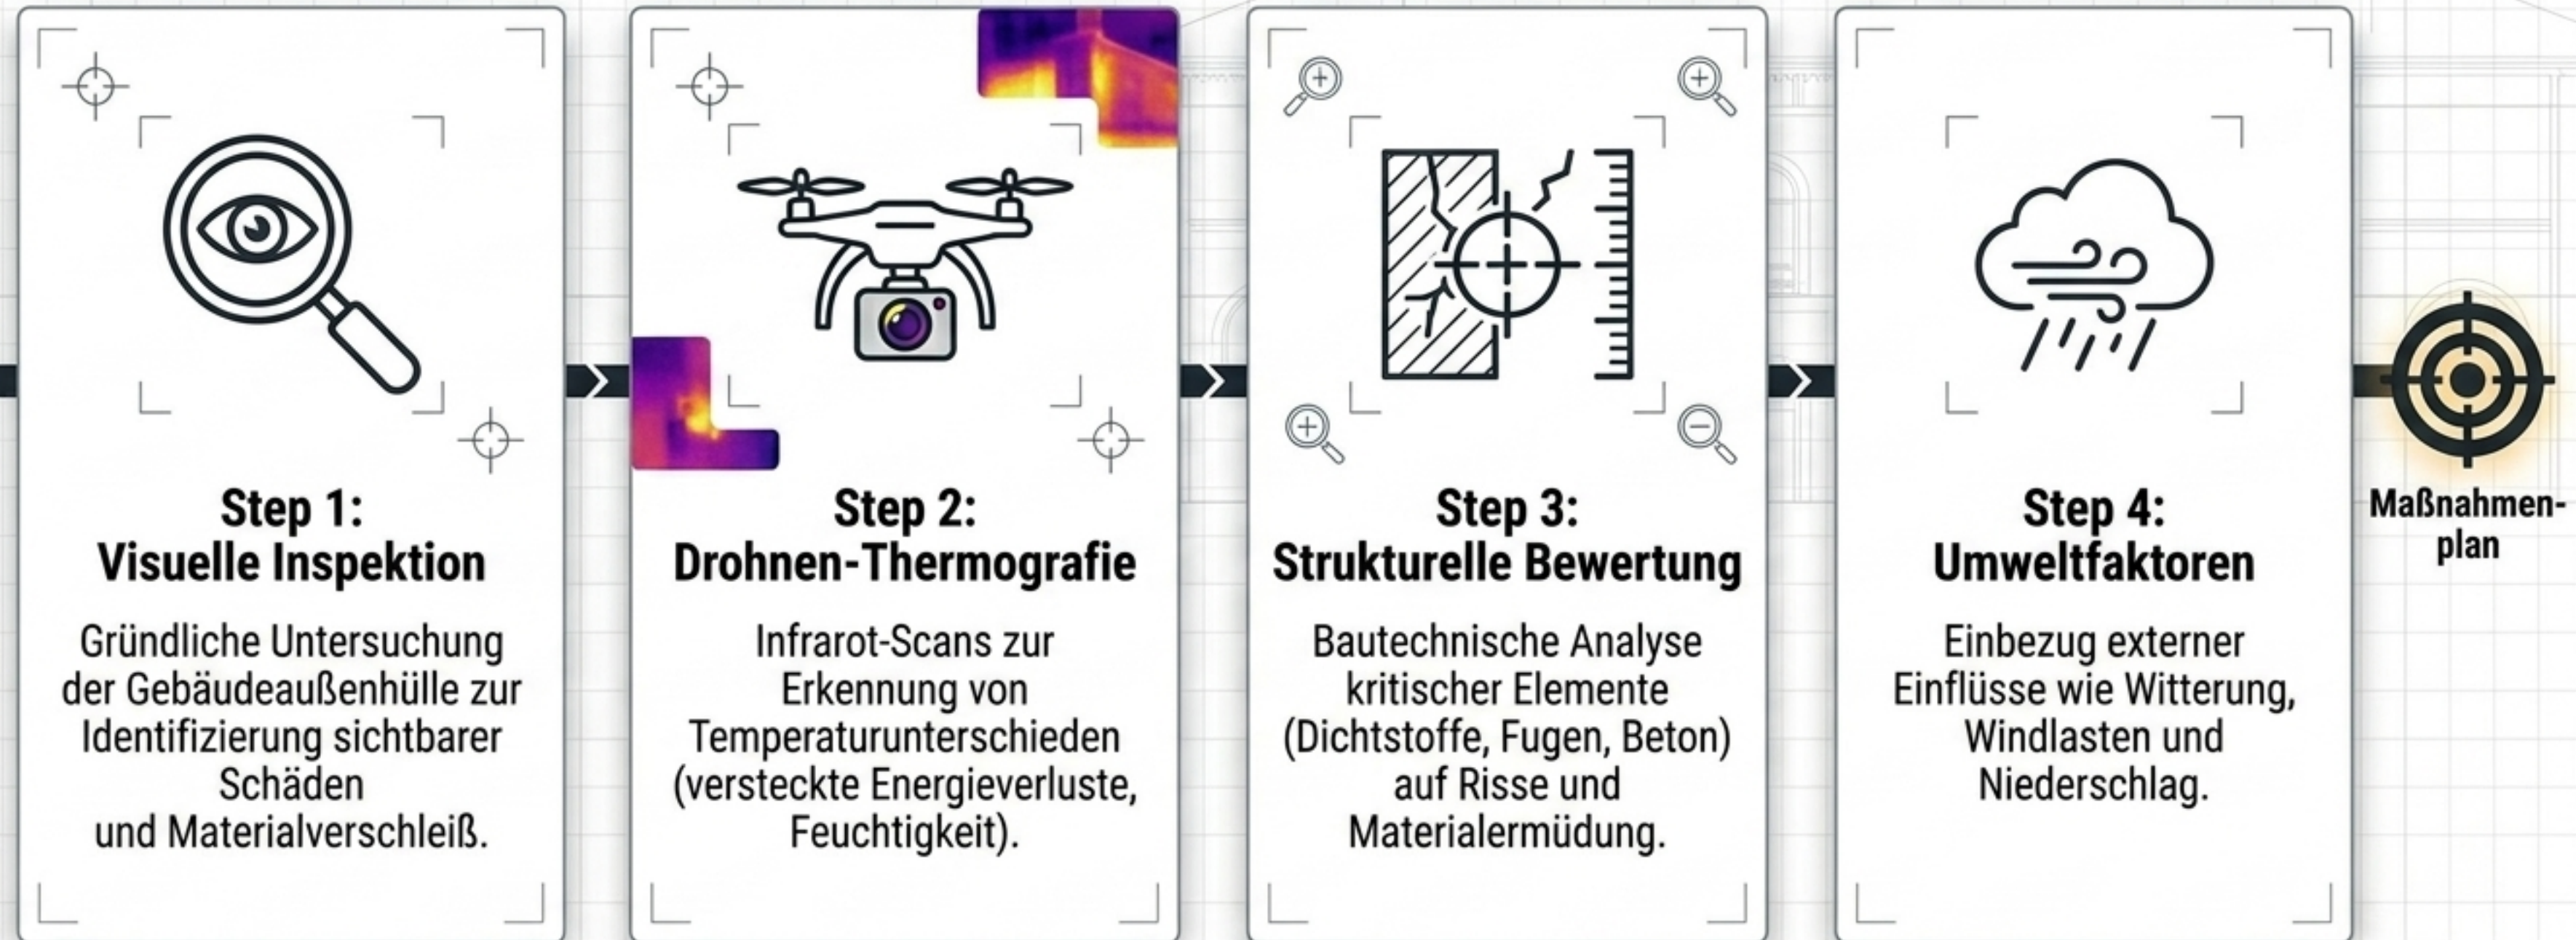 Step 1:
Visuelle Inspektion
Gründliche Untersuchung
der Gebäudeaußenhülle zur
Identifizierung sichtbarer
Schäden
und Materialverschleiß.
Step 2:
Drohnen-Thermografie
Infrarot-Scans zur
Erkennung von
Temperaturunterschieden
(versteckte Energieverluste,
Feuchtigkeit).
Step 3:
Strukturelle Bewertung
Bautechnische Analyse
kritischer Elemente
(Dichtstoffe, Fugen, Beton)
auf Risse und
Materialermüdung.
Step 4:
Umweltfaktoren
Einbezug externer
Einflüsse wie Witterung,
Windlasten und
Niederschlag.
Maßnahmen-
plan